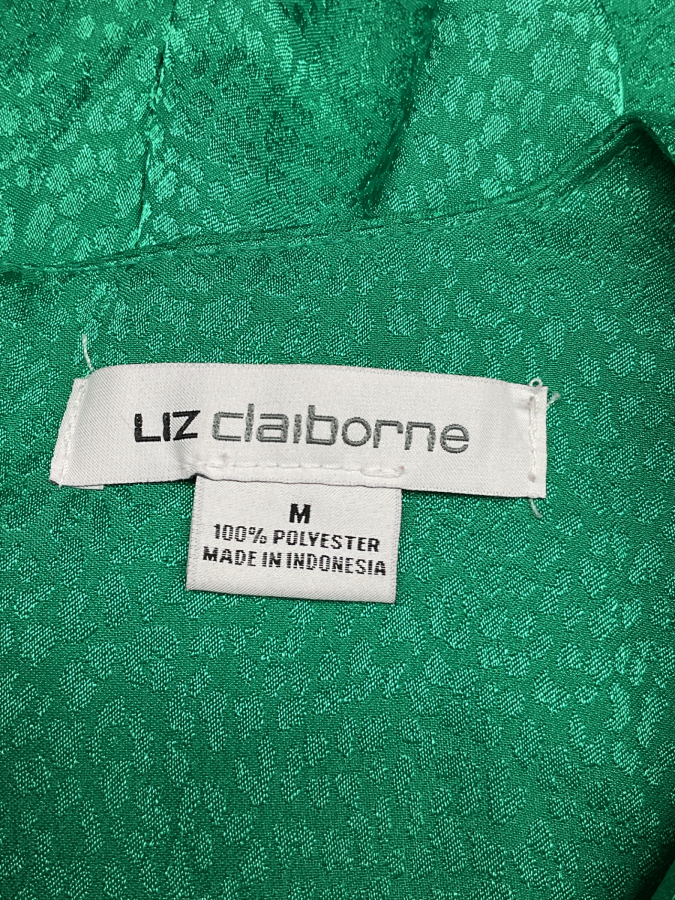 LIZ claiborne
M
100% POLYESTER
MADE IN INDONESIA